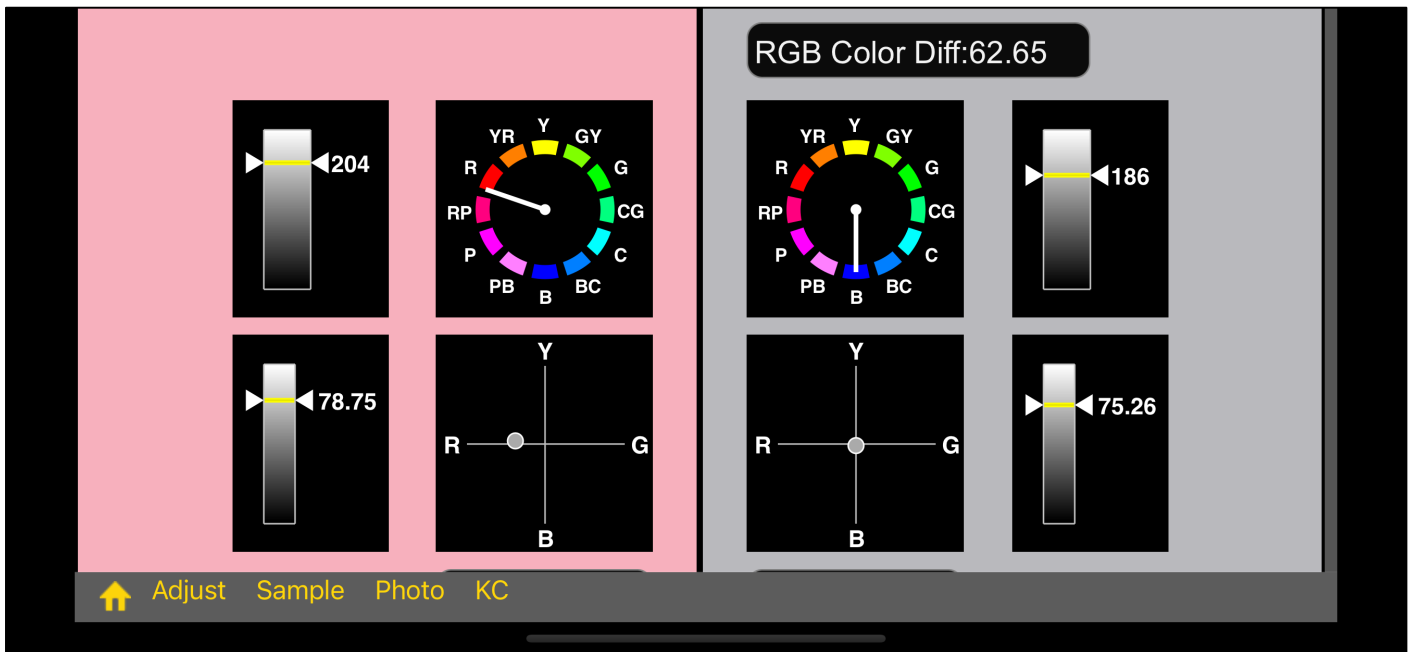 RGB Color Diff:62.65
204
Y
YR
GY
R
G
RP
CG
P
C
PB
BC
B
Y
YR
GY
R
G
RP
CG
P
C
PB
BC
B
186
78.75
Y
R
G
B
Y
R
G
B
75.26
Adjust Sample Photo KC